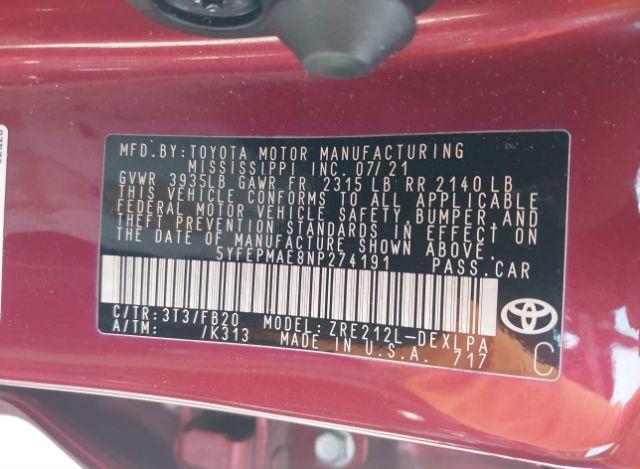 MFD. BY:TOYOTA MOTOR MANUFACTURING
MISSISSIPPI INC. 07/21
GVWR 3935LB GAWR FR 2315 LB RR 2140 LB
THIS VEHICLE CONFORMS TO ALL APPLICABLE
FEDERAL MOTOR VEHICLE SAFETY, BUMPER AND
THEFT PREVENTION STANDARDS IN EFFECT ON
THE DATE OF MANUFACTURE SHOWN ABOVE.
5YFEPMAE8NP274191 PASS.CAR
C/TR:3T3/FB20 MODEL:ZRE212L-DEXLPA
A/TM: /K313 MADE IN U.S.A. 717
C